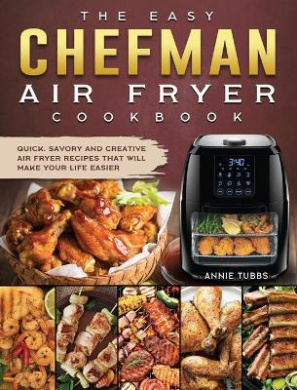 THE EASY
CHEFMAN
AIR FRYER
COOKBOOK
QUICK, SAVORY AND CREATIVE
AIR FRYER RECIPES THAT WILL
MAKE YOUR LIFE EASIER
ANNIE TUBBS